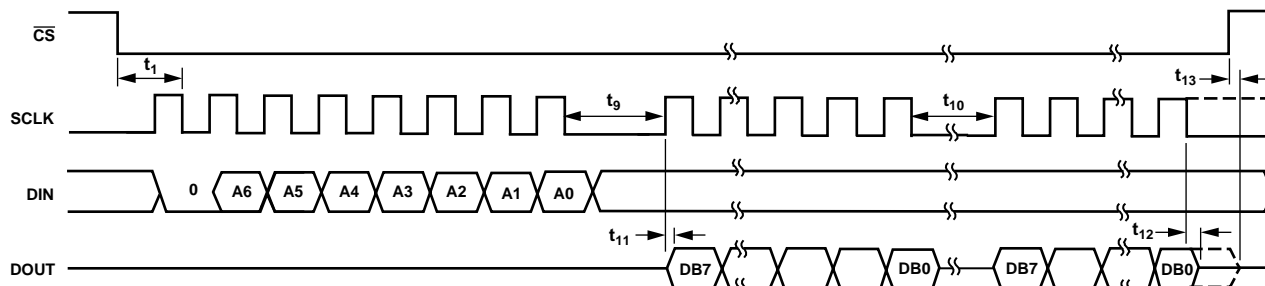 CS
t1
t13
SCLK
t9
t10
DIN
0 A6 A5 A4 A3 A2 A1 A0
t11
t12
DOUT
DB7 DB0 DB7 DB0